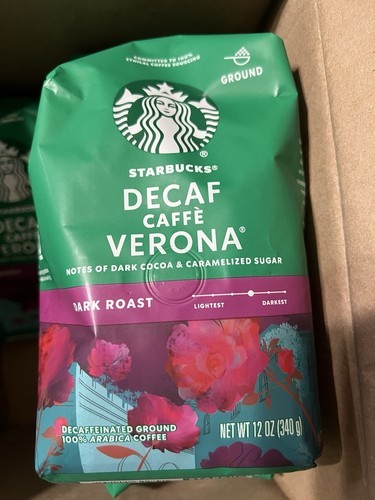 COMMITTED TO 100%
ETHICAL COFFEE SOURCING
GROUND
STARBUCKS®
DECAF
CAFFÈ
VERONA®
NOTES OF DARK COCOA & CARAMELIZED SUGAR
DARK ROAST
LIGHTEST
DARKEST
DECAFFEINATED GROUND
100% ARABICA COFFEE
NET WT 12 OZ (340 g)
DECA